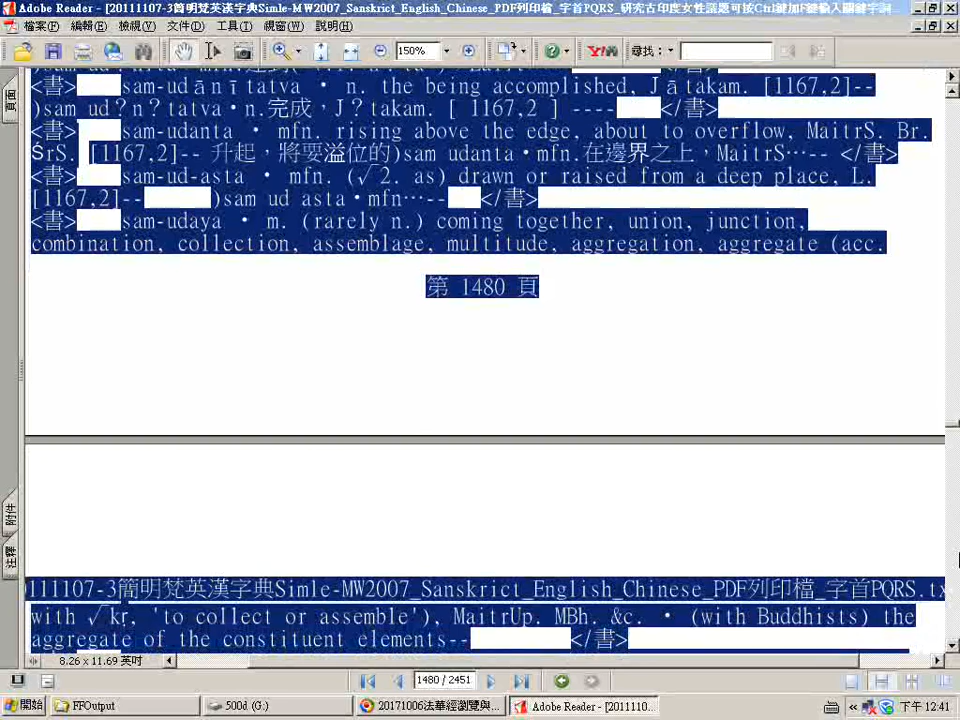 Adobe Reader - [20111107-3簡明梵英漢字典Simle-MW2007_Sanskrict_English_Chinese_PDF列印檔_字首PQRS_研究古印度女性議題可按Ctrl鍵加F鍵輸入關鍵字詞
檔案(F) 編輯(E) 檢視(V) 文件(D) 工具(T) 視窗(W) 說明(H)
150% Y! 尋找:
頁面
<書> sam-udānītatva ‧ n. the being accomplished, Jātakam. [1167,2]--
)sam ud?n?tatva‧n.完成,J?takam. [ 1167,2 ] ---- </書>
<書> sam-udanta ‧ mfn. rising above the edge, about to overflow, MaitrS. Br.
ŚrS. [1167,2]-- 升起,將要溢位的)sam udanta‧mfn.在邊界之上,MaitrS…-- </書>
<書> sam-ud-asta ‧ mfn. (√2. as) drawn or raised from a deep place, L.
[1167,2]-- )sam ud asta‧mfn…-- </書>
<書> sam-udaya ‧ m. (rarely n.) coming together, union, junction,
combination, collection, assemblage, multitude, aggregation, aggregate (acc.
第 1480 頁
附件
註釋
111107-3簡明梵英漢字典Simle-MW2007_Sanskrict_English_Chinese_PDF列印檔_字首PQRS.tx
with √kṛ, 'to collect or assemble'), MaitrUp. MBh. &c. ‧ (with Buddhists) the
aggregate of the constituent elements-- </書>
8.26 x 11.69 英吋
1480 / 2451
開始 FFOutput 500d (G:) 20171006法華經瀏覽與... Adobe Reader - [2011110... « 下午 12:41